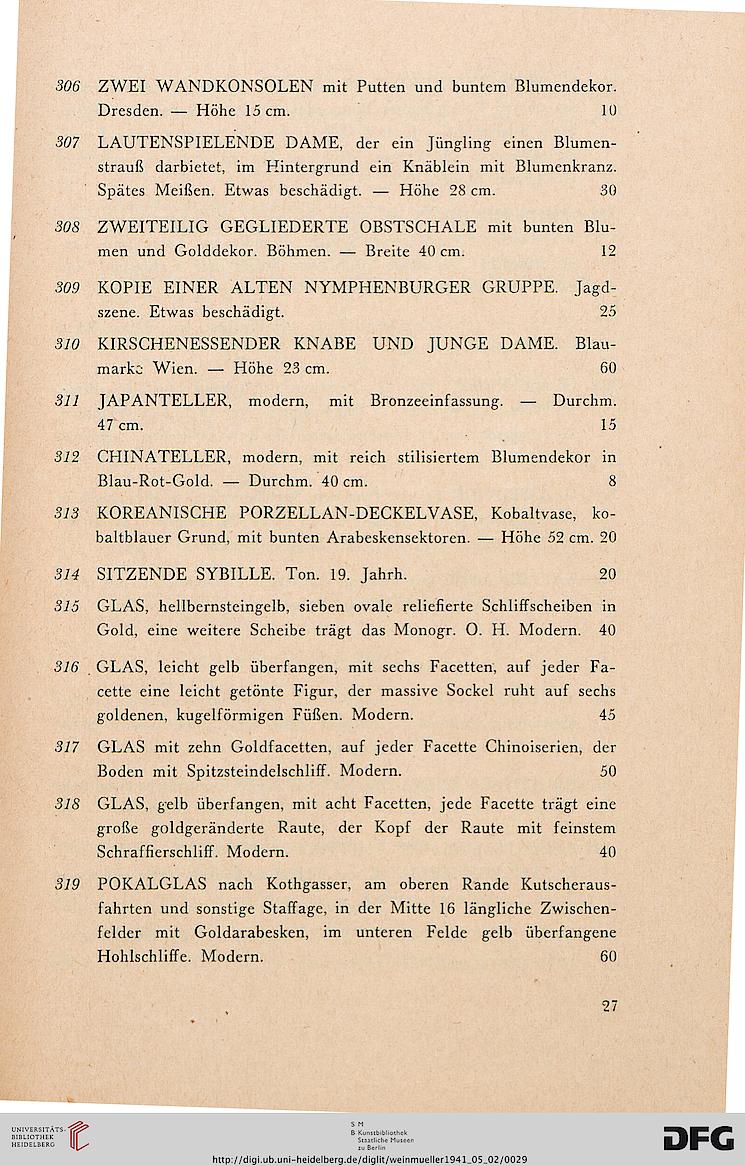 306 ZWEI WANDKONSOLEN mit Putten und buntem Blumendekor.
Dresden. — Höhe 15 cm. 10
307 LAUTENSPIELENDE DAME, der ein Jüngling einen Blumen-
strauß darbietet, im Hintergrund ein Knäblein mit Blumenkranz.
Spätes Meißen. Etwas beschädigt. — Höhe 28 cm. 30
308 ZWEITEILIG GEGLIEDERTE OBSTSCHALE mit bunten Blu-
men und Golddekor. Böhmen. — Breite 40 cm. 12
309 KOPIE EINER ALTEN NYMPHENBURGER GRUPPE. Jagd-
szene. Etwas beschädigt. 25
310 KIRSCHENESSENDER KNABE UND JUNGE DAME. Blau-
marke Wien. — Höhe 23 cm. 60
311 JAPANTELLER, modern, mit Bronzeeinfassung. — Durchm.
47 cm. 15
312 CHINATELLER, modern, mit reich stilisiertem Blumendekor in
Blau-Rot-Gold. — Durchm. 40 cm. 8
313 KOREANISCHE PORZELLAN-DECKELVASE, Kobaltvase, ko-
baltblauer Grund, mit bunten Arabeskensektoren. — Höhe 52 cm. 20
314 SITZENDE SYBILLE. Ton. 19. Jahrh. 20
315 GLAS, hellbernsteingelb, sieben ovale reliefierte Schliffscheiben in
Gold, eine weitere Scheibe trägt das Monogr. O. H. Modern. 40
316 GLAS, leicht gelb überfangen, mit sechs Facetten, auf jeder Fa-
cette eine leicht getönte Figur, der massive Sockel ruht auf sechs
goldenen, kugelförmigen Füßen. Modern. 45
317 GLAS mit zehn Goldfacetten, auf jeder Facette Chinoiserien, der
Boden mit Spitzsteindelschliff. Modern. 50
318 GLAS, gelb überfangen, mit acht Facetten, jede Facette trägt eine
große goldgeränderte Raute, der Kopf der Raute mit feinstem
Schraffierschliff. Modern. 40
319 POKALGLAS nach Kothgasser, am oberen Rande Kutscheraus-
fahrten und sonstige Staffage, in der Mitte 16 längliche Zwischen-
felder mit Goldarabesken, im unteren Felde gelb überfangene
Hohlschliffe. Modern. 60
27
UNIVERSITÄTS-
BIBLIOTHEK
HEIDELBERG
S M
B Kunstbibliothek
Staatliche Museen
zu Berlin
DFG
http://digi.ub.uni-heidelberg.de/diglit/weinmueller1941_05_02/0029